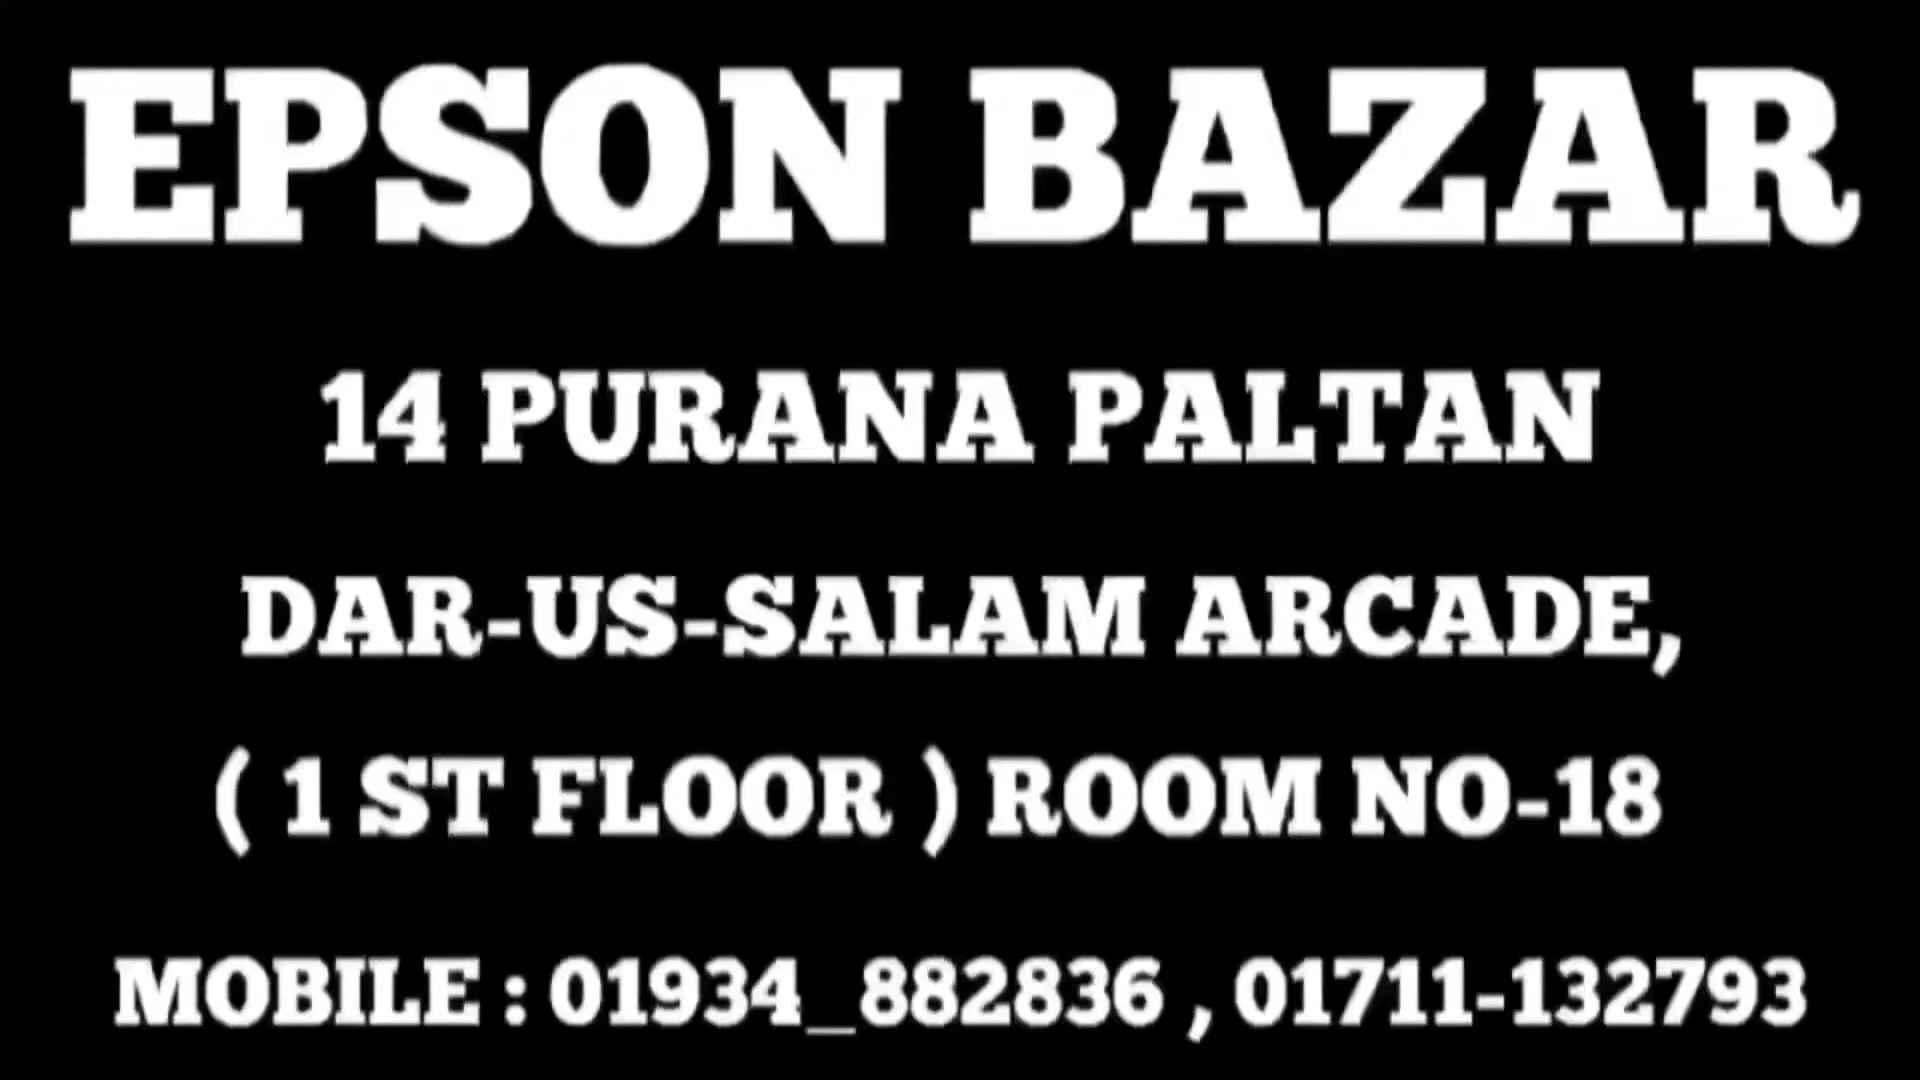 EPSON BAZAR
14 PURANA PALTAN
DAR-US-SALAM ARCADE,
( 1 ST FLOOR ) ROOM NO-18
MOBILE : 01934_882836 , 01711-132793